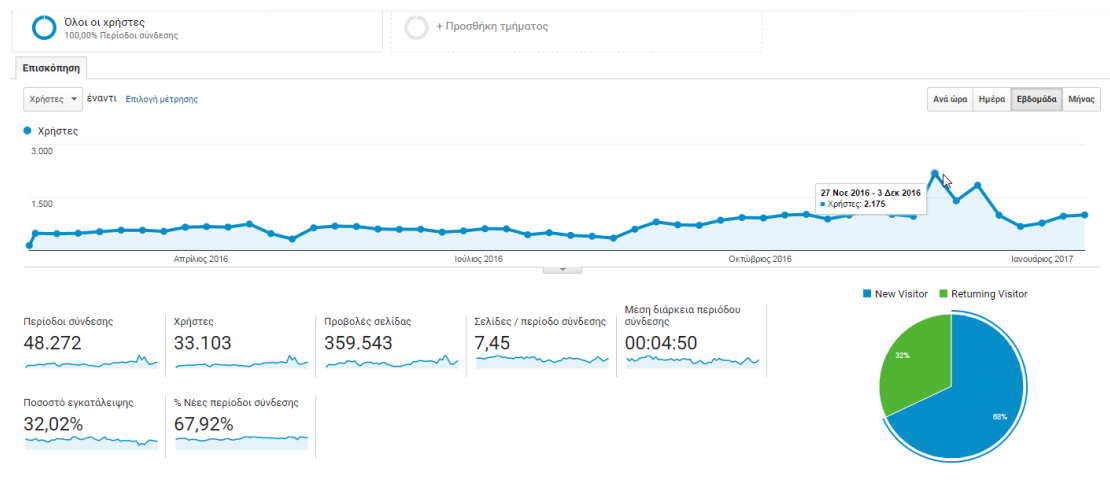 Όλοι οι χρήστες
100,00% Περίοδοι σύνδεσης
+ Προσθήκη τμήματος
Επισκόπηση
Χρήστες έναντι Επιλογή μέτρησης
Ανά ώρα Ημέρα Εβδομάδα Μήνας
Χρήστες
3.000
1.500
27 Νοε 2016 - 3 Δεκ 2016
Χρήστες: 2.175
Απρίλιος 2016 Ιούλιος 2016 Οκτώβριος 2016 Ιανουάριος 2017
New Visitor Returning Visitor
Περίοδοι σύνδεσης
48.272
Χρήστες
33.103
Προβολές σελίδας
359.543
Σελίδες / περίοδο σύνδεσης
7,45
Μέση διάρκεια περιόδου
σύνδεσης
00:04:50
32%
68%
Ποσοστό εγκατάλειψης
32,02%
% Νέες περίοδοι σύνδεσης
67,92%